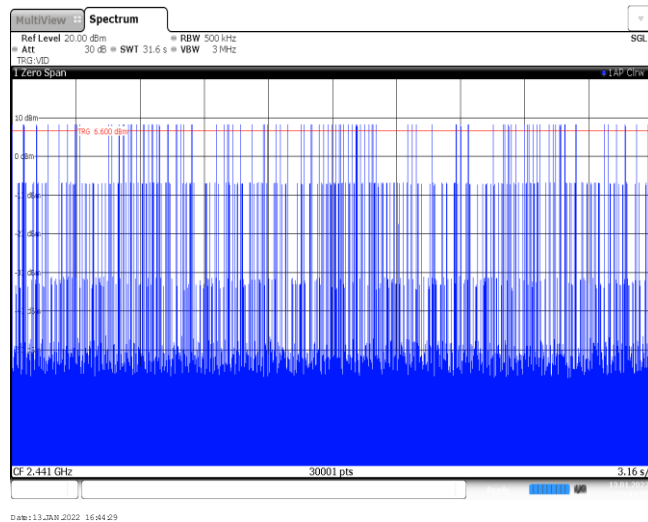 MultiView Spectrum
Ref Level 20.00 dBm RBW 500 kHz SGL
Att 30 dB SWT 31.6 s VBW 3 MHz
TRG:VID
1 Zero Span 1AP Clrw
10 dBm
TRG 6.600 dBm
0 dBm
CF 2.441 GHz 30001 pts 3.16 s/
Date:13.JAN.2022 16:44:29